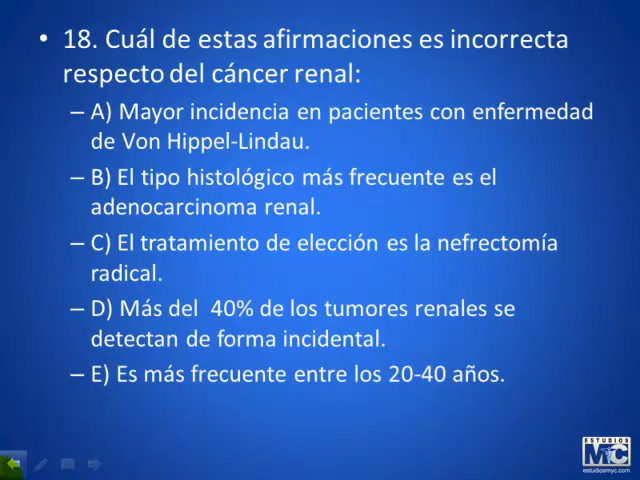 • 18. Cuál de estas afirmaciones es incorrecta
respecto del cáncer renal:
– A) Mayor incidencia en pacientes con enfermedad
de Von Hippel-Lindau.
– B) El tipo histológico más frecuente es el
adenocarcinoma renal.
– C) El tratamiento de elección es la nefrectomía
radical.
– D) Más del  40% de los tumores renales se
detectan de forma incidental.
– E) Es más frecuente entre los 20-40 años.
ESTUDIOS
MyC
estudiosmyc.com